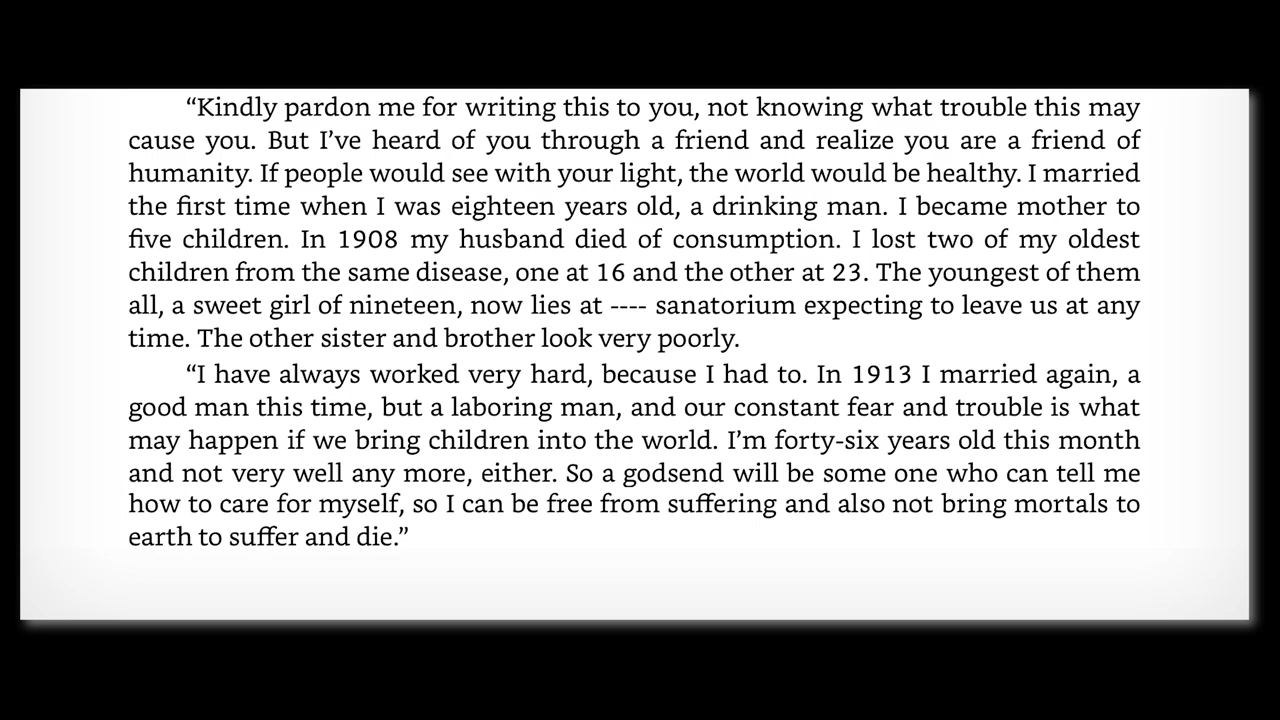 “Kindly pardon me for writing this to you, not knowing what trouble this may
cause you. But I’ve heard of you through a friend and realize you are a friend of
humanity. If people would see with your light, the world would be healthy. I married
the first time when I was eighteen years old, a drinking man. I became mother to
five children. In 1908 my husband died of consumption. I lost two of my oldest
children from the same disease, one at 16 and the other at 23. The youngest of them
all, a sweet girl of nineteen, now lies at ---- sanatorium expecting to leave us at any
time. The other sister and brother look very poorly.
“I have always worked very hard, because I had to. In 1913 I married again, a
good man this time, but a laboring man, and our constant fear and trouble is what
may happen if we bring children into the world. I’m forty-six years old this month
and not very well any more, either. So a godsend will be some one who can tell me
how to care for myself, so I can be free from suffering and also not bring mortals to
earth to suffer and die.”